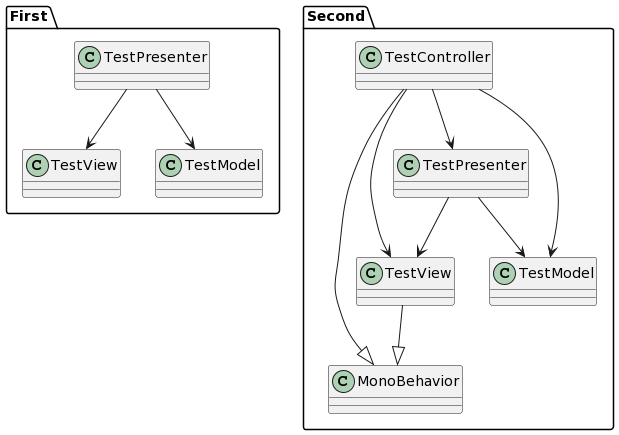 First
C TestPresenter
C TestView
C TestModel
Second
C TestController
C TestPresenter
C TestView
C TestModel
C MonoBehavior